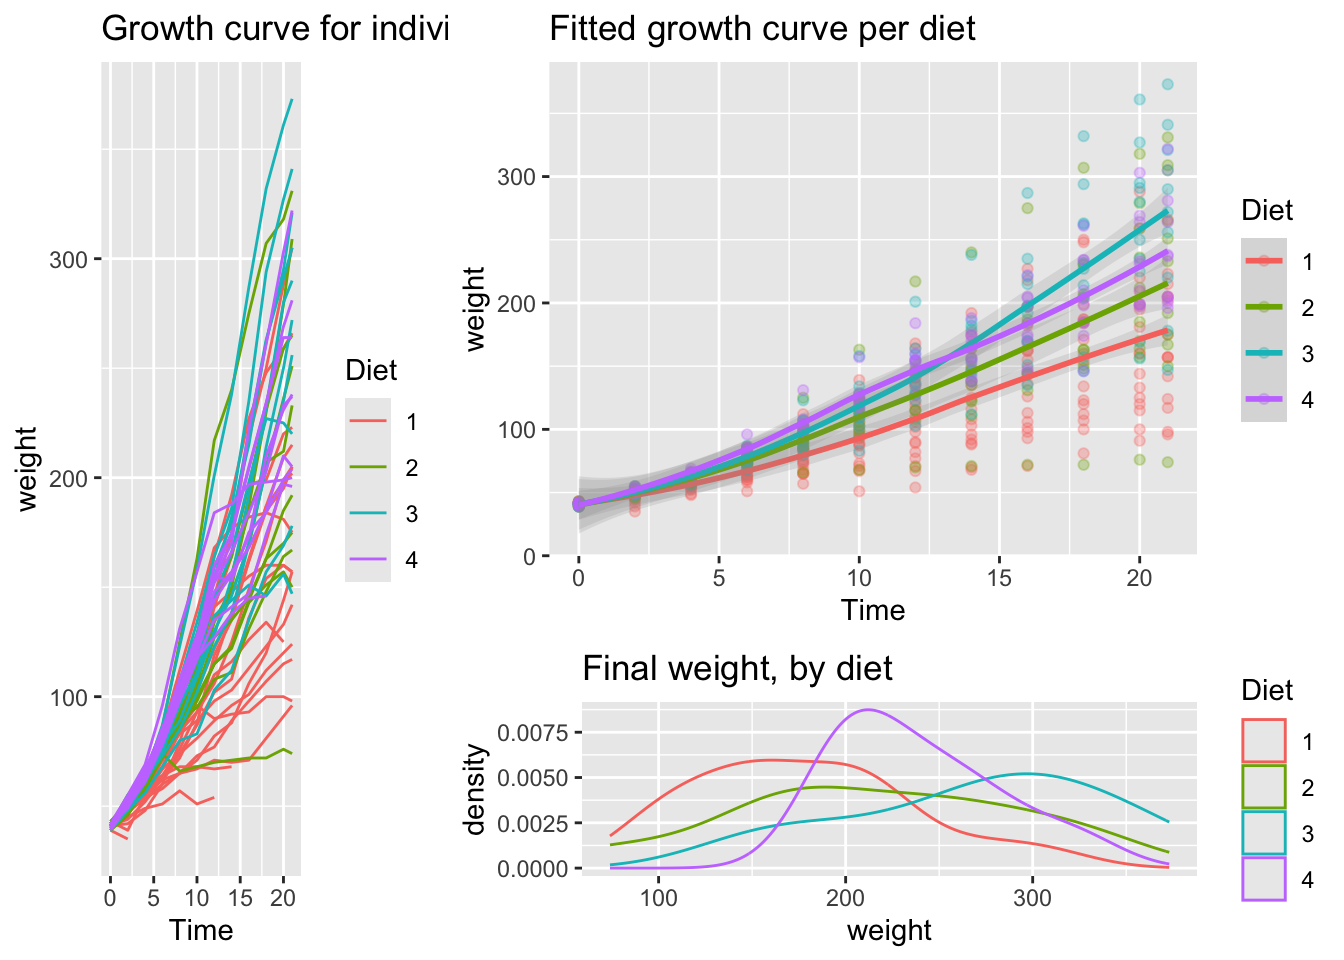 Growth curve for indivi
weight
300
200
100
0 5 10 15 20
Time
Diet
1
2
3
4
Fitted growth curve per diet
weight
300
200
100
0
0 5 10 15 20
Time
Diet
1
2
3
4
Final weight, by diet
density
0.0075
0.0050
0.0025
0.0000
100 200 300
weight
Diet
1
2
3
4